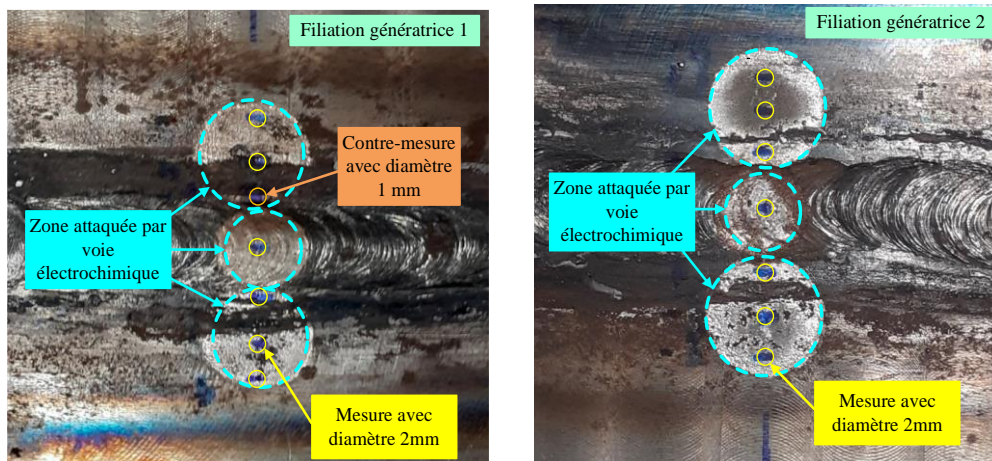 Filiation génératrice 1
Contre-mesure
avec diamètre
1 mm
Zone attaquée par
voie
électrochimique
Mesure avec
diamètre 2mm
Filiation génératrice 2
Zone attaquée par
voie
électrochimique
Mesure avec
diamètre 2mm